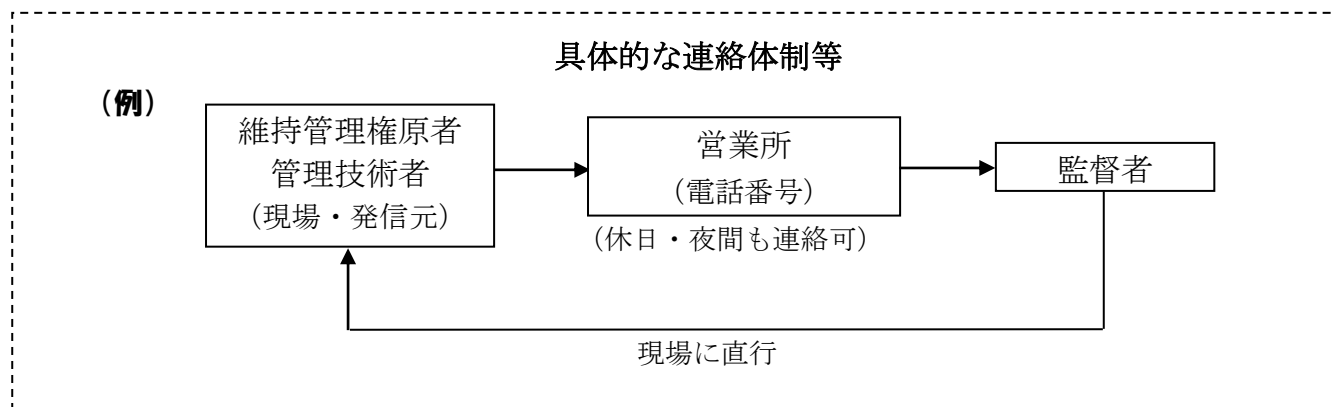 具体的な連絡体制等
（例）
維持管理権原者
管理技術者
（現場・発信元）
営業所
（電話番号）
（休日・夜間も連絡可）
監督者
現場に直行